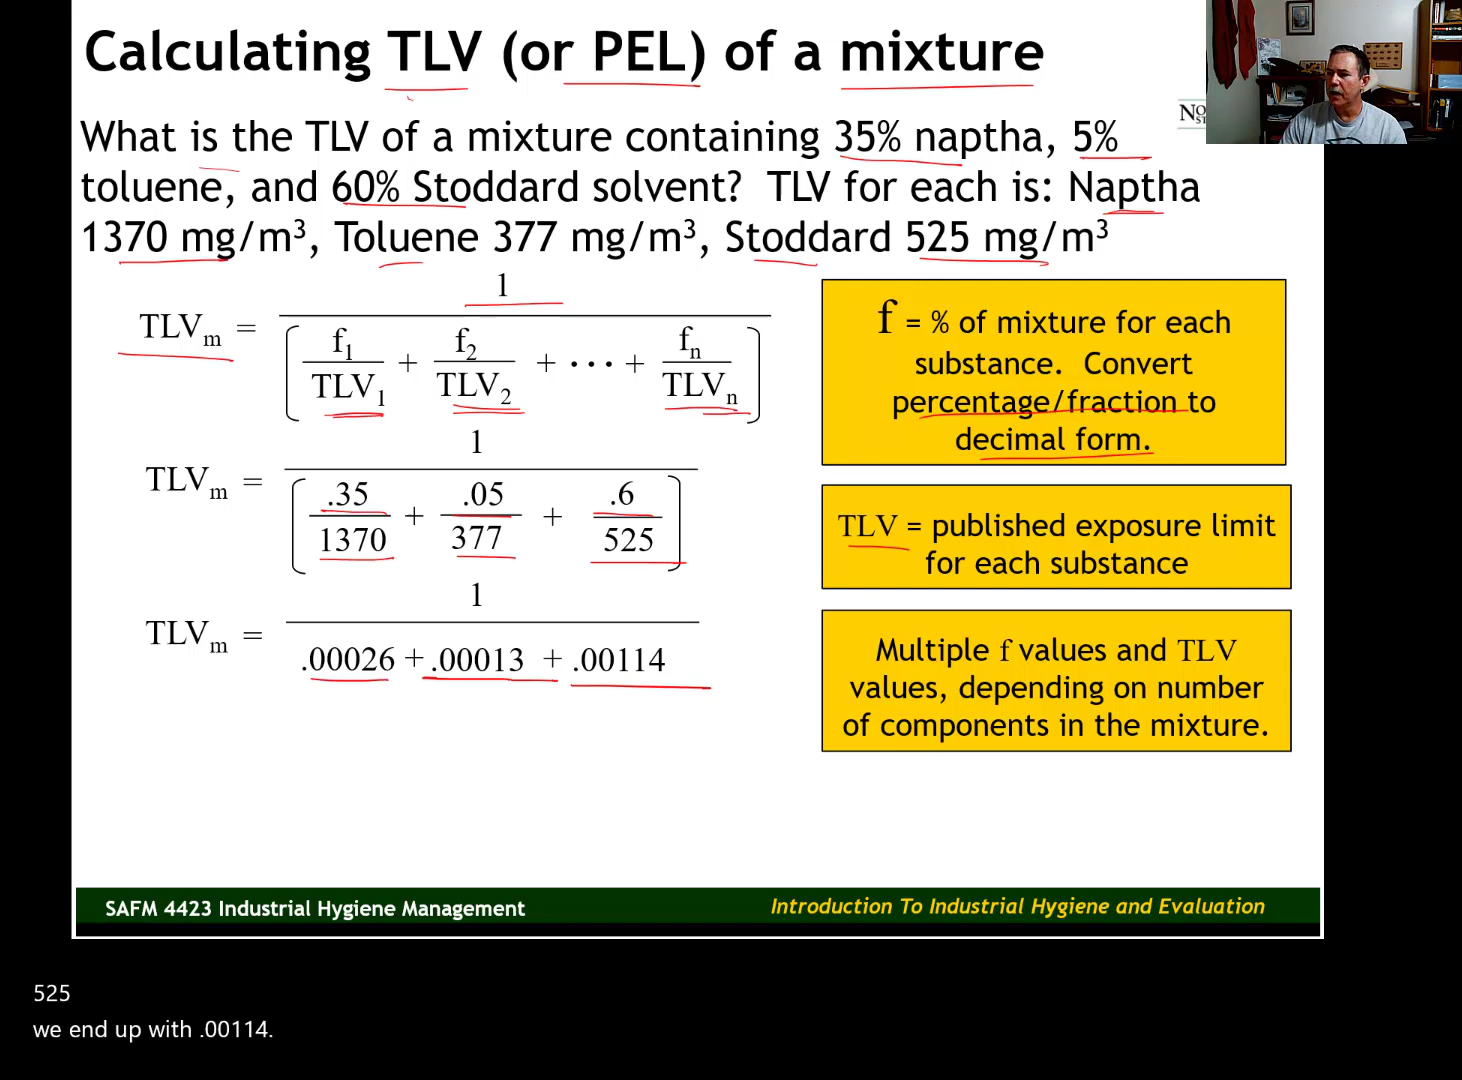 Calculating TLV (or PEL) of a mixture
What is the TLV of a mixture containing 35% naptha, 5%
toluene, and 60% Stoddard solvent? TLV for each is: Naptha
1370 mg/m³, Toluene 377 mg/m³, Stoddard 525 mg/m³
1
TLVₘ =
f₁ + f₂ + ··· + fₙ
TLV₁ TLV₂ TLVₙ
1
TLVₘ =
.35 + .05 + .6
1370 377 525
1
TLVₘ =
.00026 + .00013 + .00114
f = % of mixture for each
substance. Convert
percentage/fraction to
decimal form.
TLV = published exposure limit
for each substance
Multiple f values and TLV
values, depending on number
of components in the mixture.
SAFM 4423 Industrial Hygiene Management
Introduction To Industrial Hygiene and Evaluation
525
we end up with .00114.